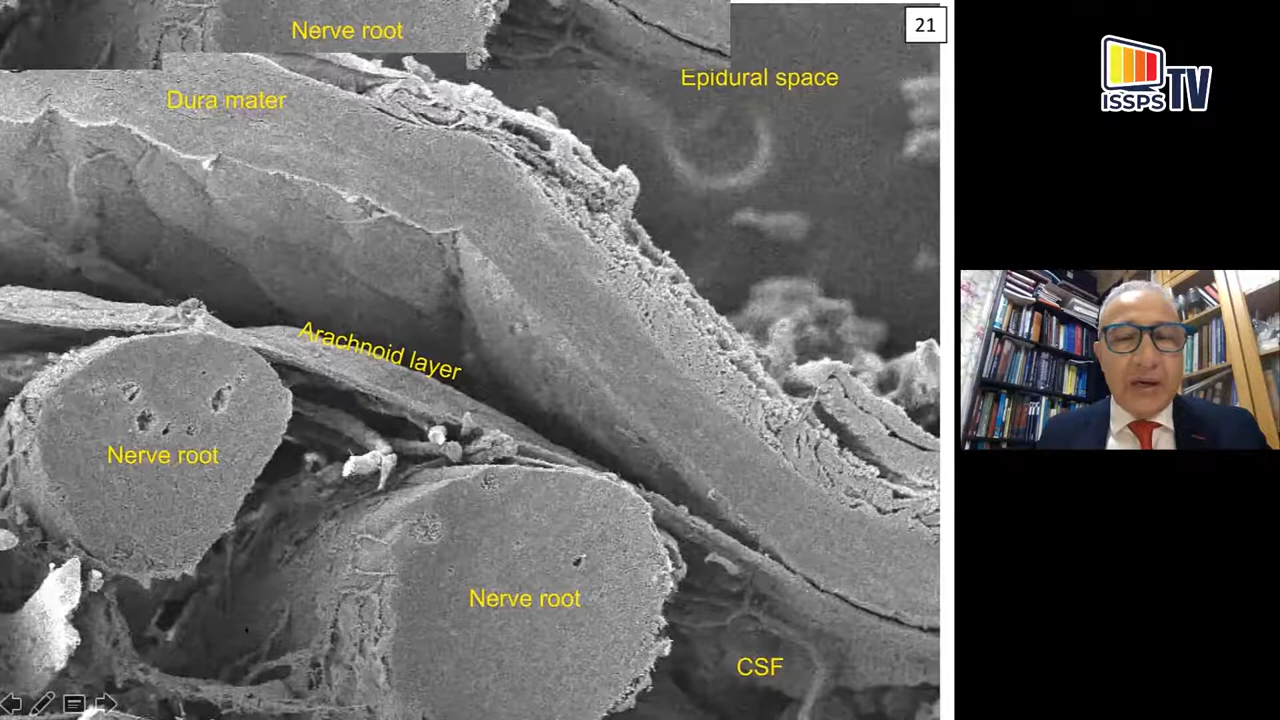 Nerve root
21
Epidural space
Dura mater
Arachnoid layer
Nerve root
Nerve root
CSF
ISSPS TV